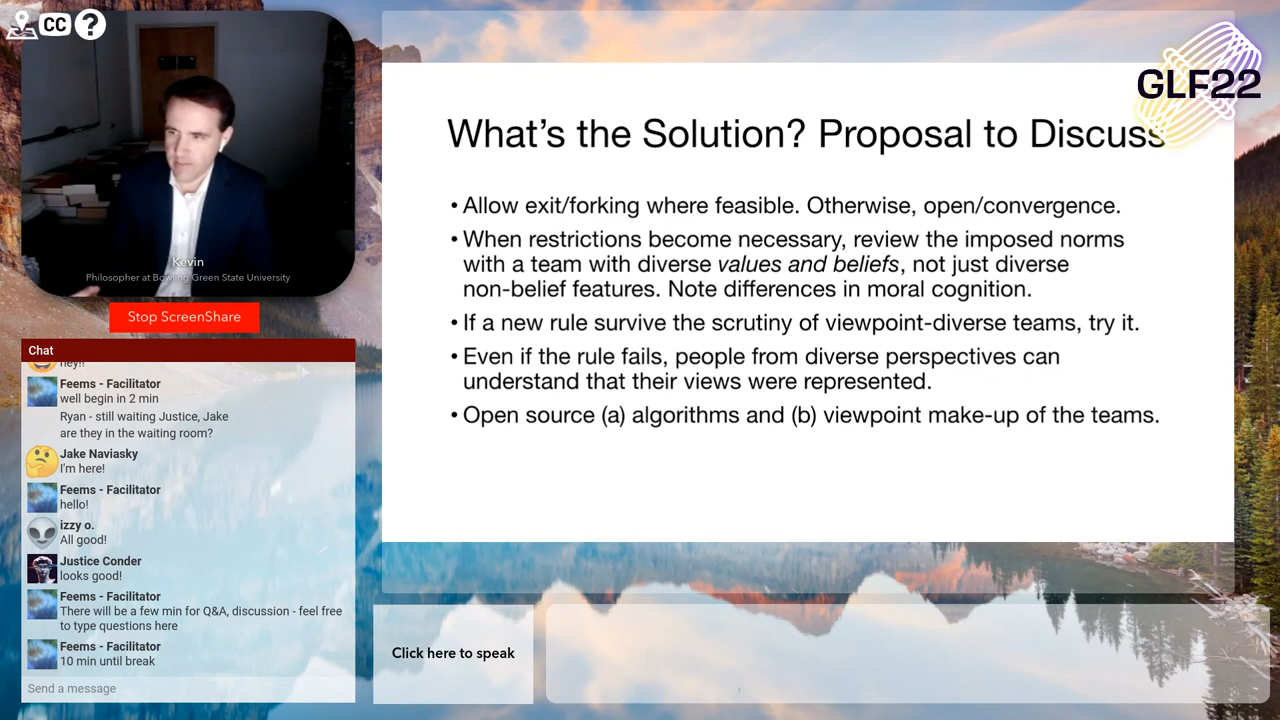 CC
?
GLF22
Kevin
Philosopher at Bowling Green State University
Stop ScreenShare
What's the Solution? Proposal to Discuss
• Allow exit/forking where feasible. Otherwise, open/convergence.
• When restrictions become necessary, review the imposed norms
with a team with diverse values and beliefs, not just diverse
non-belief features. Note differences in moral cognition.
• If a new rule survive the scrutiny of viewpoint-diverse teams, try it.
• Even if the rule fails, people from diverse perspectives can
understand that their views were represented.
• Open source (a) algorithms and (b) viewpoint make-up of the teams.
Chat
hey!!
Feems - Facilitator
well begin in 2 min
Ryan - still waiting Justice, Jake
are they in the waiting room?
Jake Naviasky
I'm here!
Feems - Facilitator
hello!
izzy o.
All good!
Justice Conder
looks good!
Feems - Facilitator
There will be a few min for Q&A, discussion - feel free
to type questions here
Feems - Facilitator
10 min until break
Send a message
Click here to speak